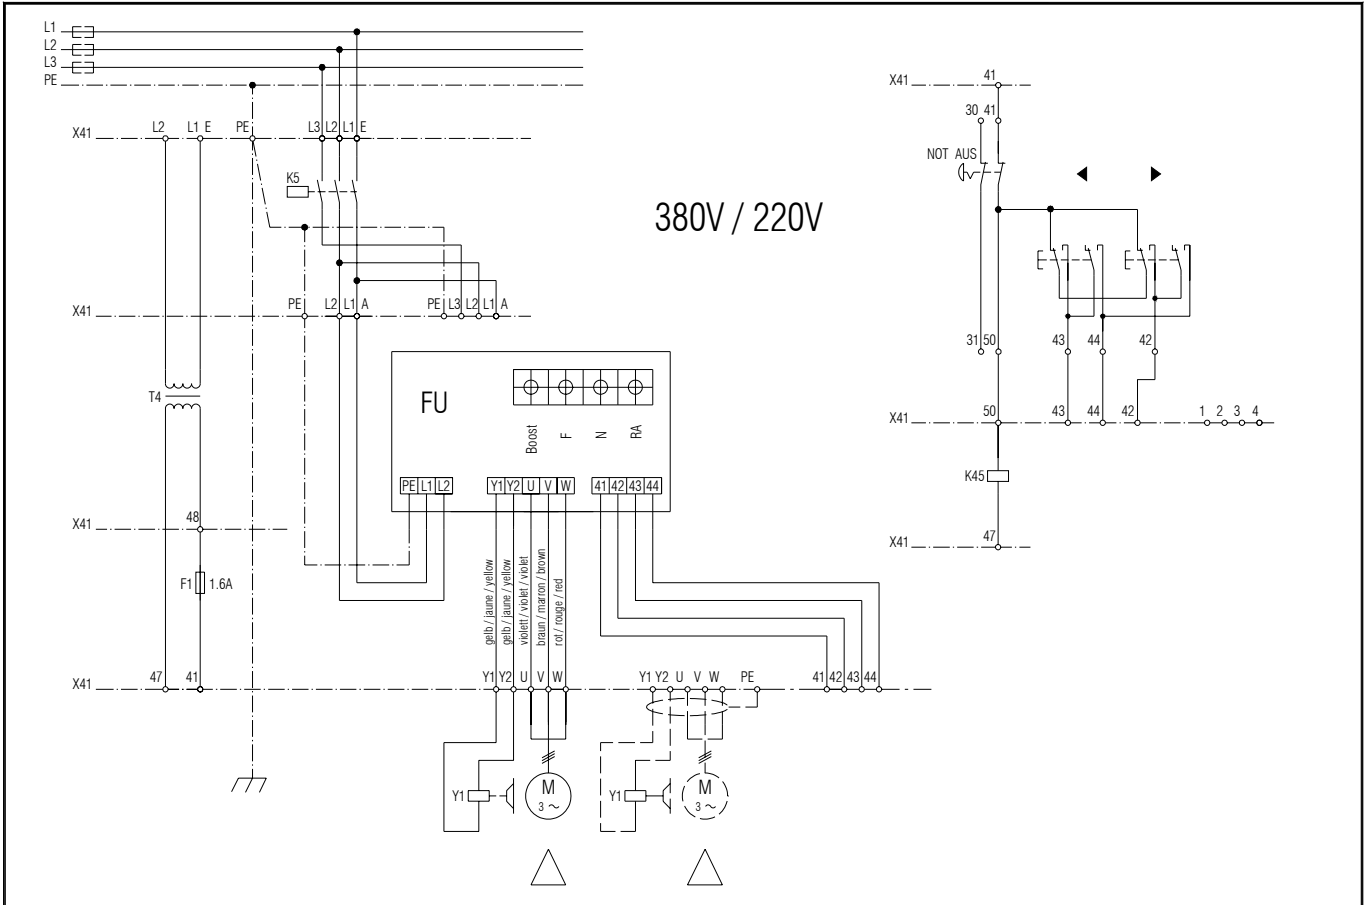 L1
L2
L3
PE
X41 L2 L1 E PE L3 L2 L1 E
K5
380V / 220V
X41 PE L2 L1 A PE L3 L2 L1 A
T4
FU
Boost F N RA
PE L1 L2 Y1 Y2 U V W 41 42 43 44
X41 48
F1 1.6A
gelb / jaune / yellow
gelb / jaune / yellow
violett / violet / violet
braun / marron / brown
rot / rouge / red
X41 47 41 Y1 Y2 U V W Y1 Y2 U V W PE 41 42 43 44
Y1 M 3 ~ Y1 M 3 ~
X41 41
30 41
NOT AUS
31 50 43 44 42
X41 50 43 44 42 1 2 3 4
K45
X41 47